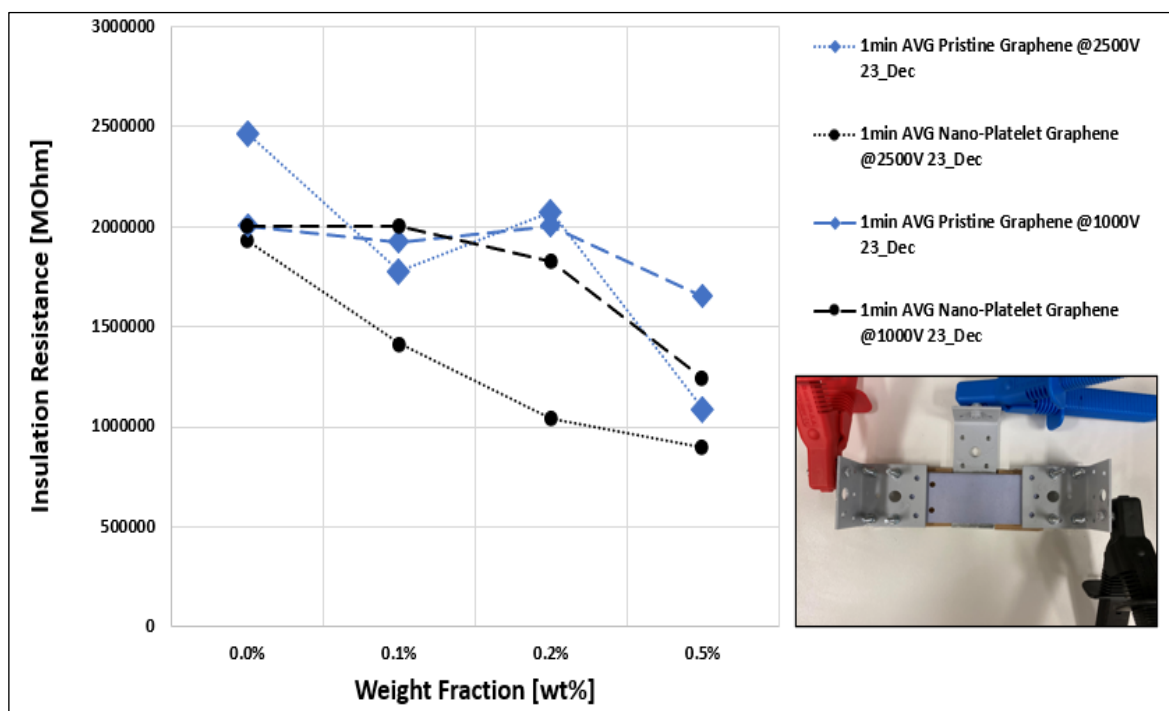 3000000
2500000
2000000
1500000
1000000
500000
0
Insulation Resistance [MOhm]
0.0%
0.1%
0.2%
0.5%
Weight Fraction [wt%]
1min AVG Pristine Graphene @2500V
23_Dec
1min AVG Nano-Platelet Graphene
@2500V 23_Dec
1min AVG Pristine Graphene @1000V
23_Dec
1min AVG Nano-Platelet Graphene
@1000V 23_Dec